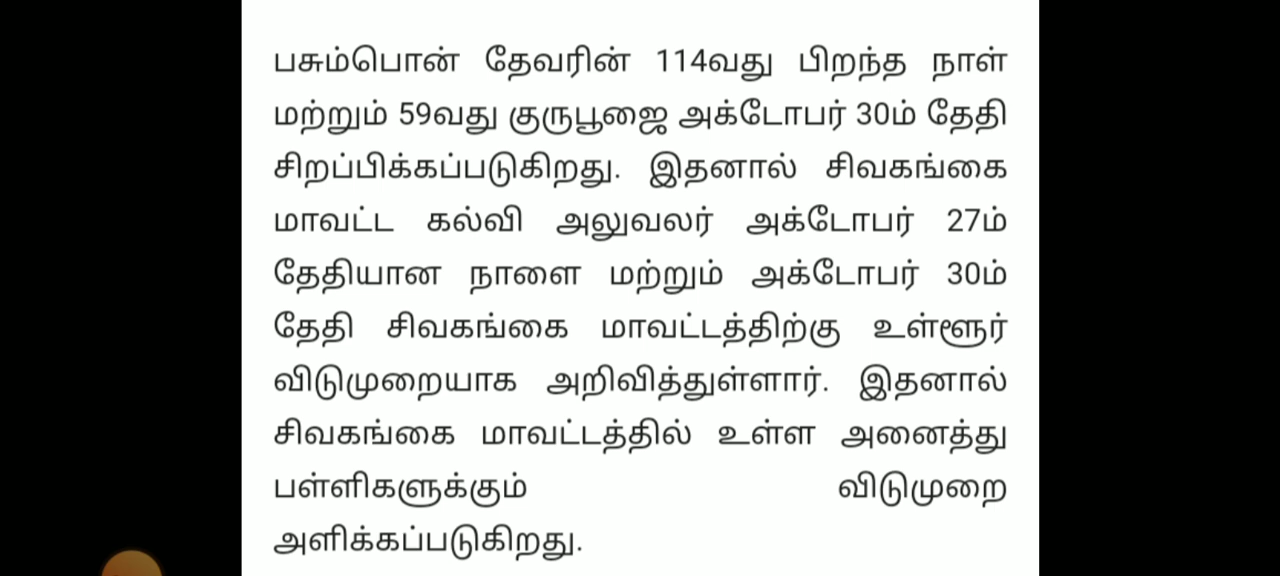 பசும்பொன் தேவரின் 114வது பிறந்த நாள்
மற்றும் 59வது குருபூஜை அக்டோபர் 30ம் தேதி
சிறப்பிக்கப்படுகிறது. இதனால் சிவகங்கை
மாவட்ட கல்வி அலுவலர் அக்டோபர் 27ம்
தேதியான நாளை மற்றும் அக்டோபர் 30ம்
தேதி சிவகங்கை மாவட்டத்திற்கு உள்ளூர்
விடுமுறையாக அறிவித்துள்ளார். இதனால்
சிவகங்கை மாவட்டத்தில் உள்ள அனைத்து
பள்ளிகளுக்கும் விடுமுறை
அளிக்கப்படுகிறது.